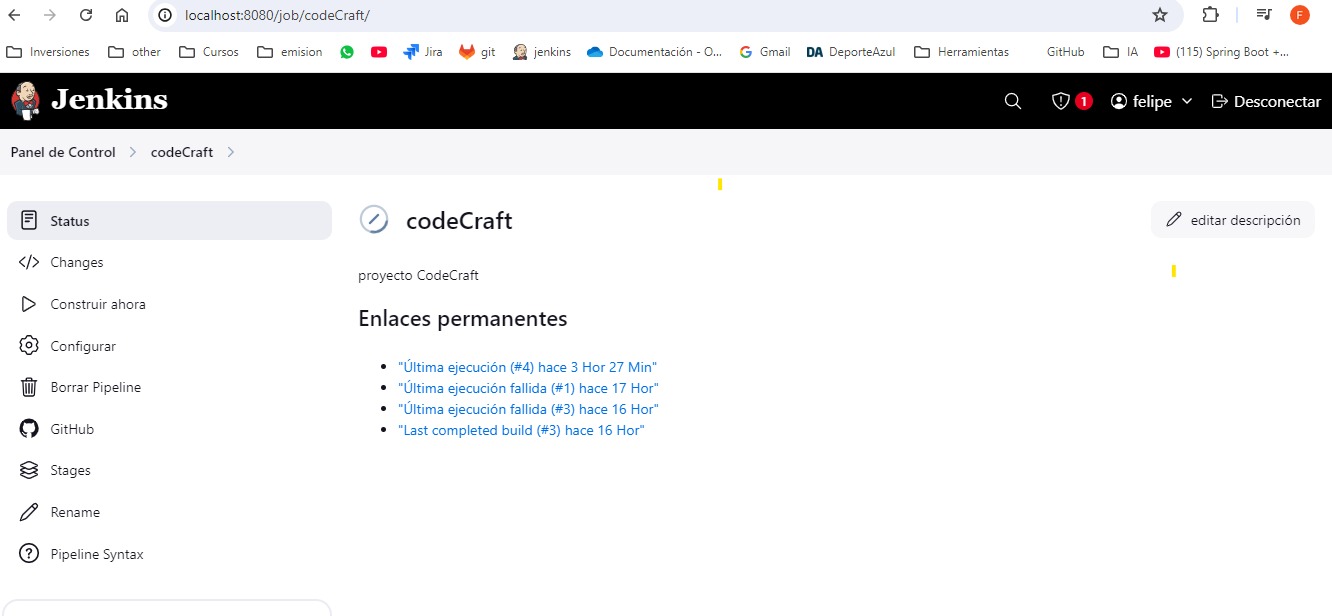 localhost:8080/job/codeCraft/ F
Inversiones other Cursos emision Jira git jenkins Documentación - O... Gmail DA DeporteAzul Herramientas GitHub IA (115) Spring Boot +...
Jenkins 1 felipe Desconectar
Panel de Control codeCraft
Status
Changes
Construir ahora
Configurar
Borrar Pipeline
GitHub
Stages
Rename
Pipeline Syntax
codeCraft
editar descripción
proyecto CodeCraft
Enlaces permanentes
"Última ejecución (#4) hace 3 Hor 27 Min"
"Última ejecución fallida (#1) hace 17 Hor"
"Última ejecución fallida (#3) hace 16 Hor"
"Last completed build (#3) hace 16 Hor"